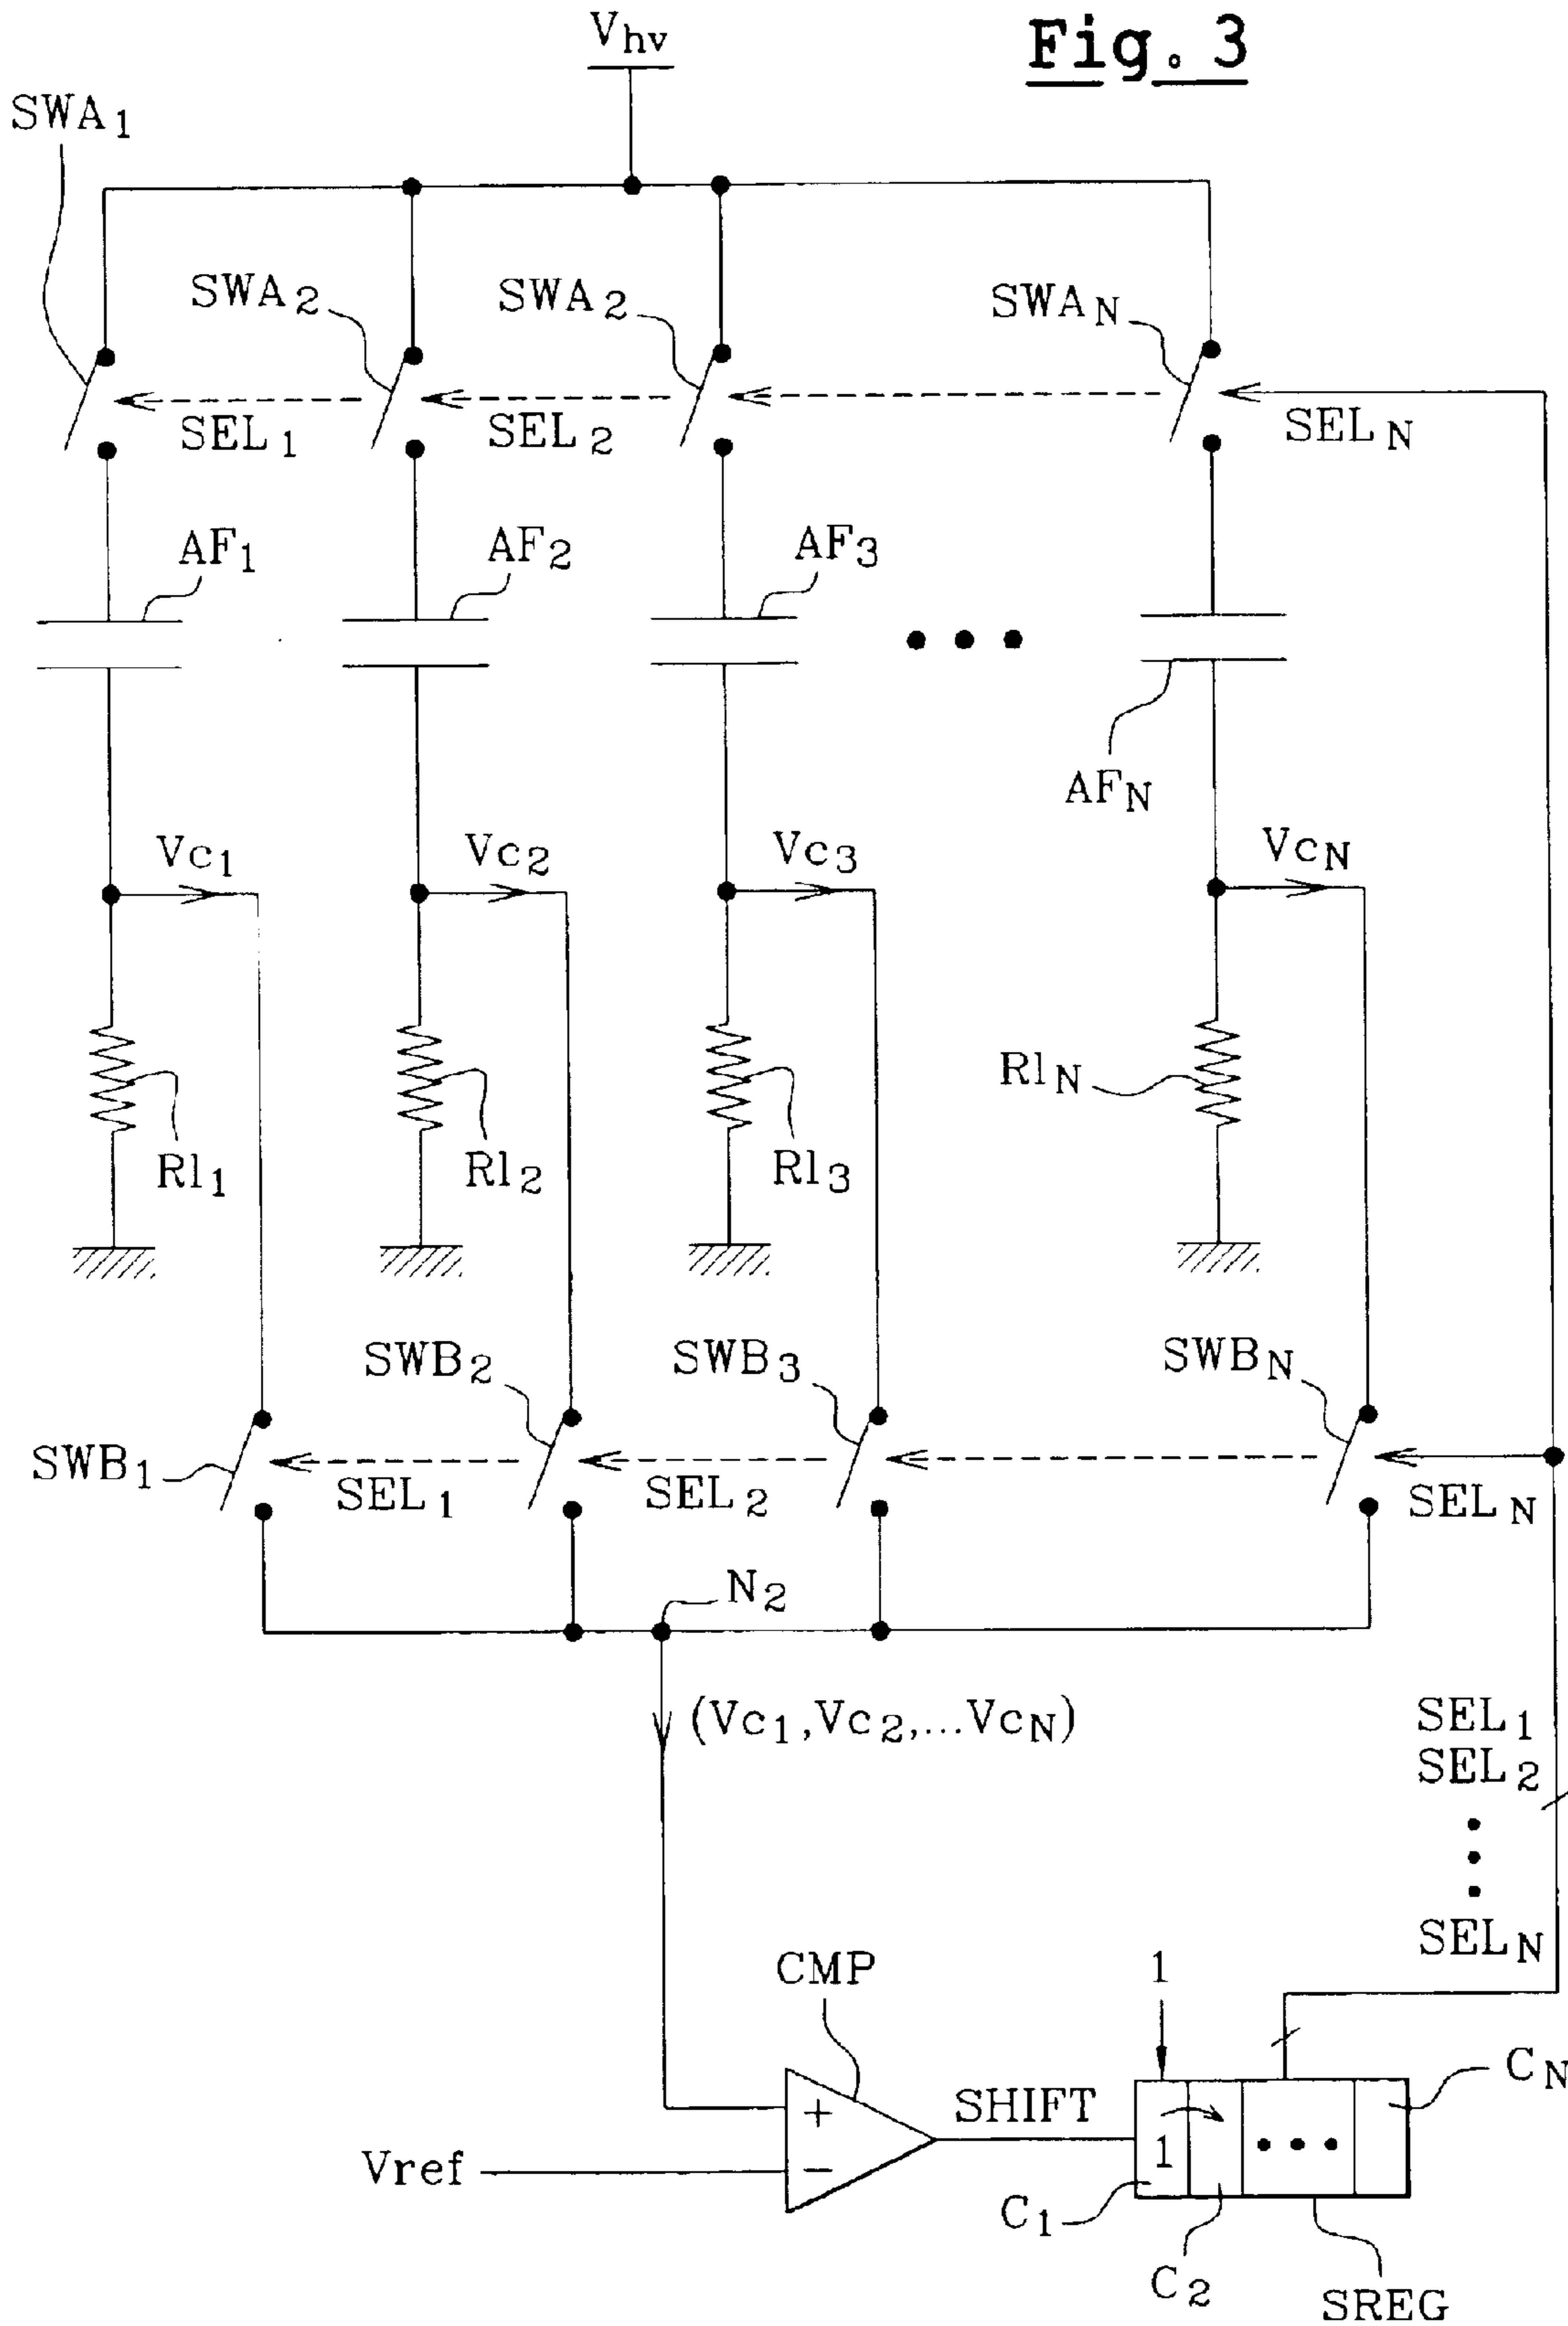 Fig. 3
Vhv
SWA1
SWA2
SWA2
SWAN
SEL1
SEL2
SELN
AF1
AF2
AF3
AFN
Vc1
Vc2
Vc3
VcN
Rl1
Rl2
Rl3
RlN
SWB1
SWB2
SWB3
SWBN
SEL1
SEL2
SELN
N2
(Vc1,Vc2,...VcN)
SEL1
SEL2
SELN
CMP
1
CN
+
SHIFT
Vref
−
1
C1
C2
SREG